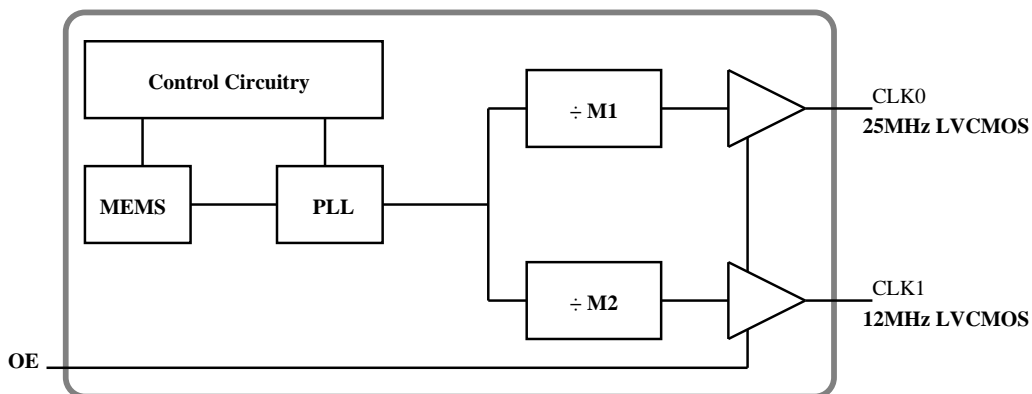 Control Circuitry
MEMS
PLL
÷ M1
÷ M2
CLK0
25MHz LVCMOS
CLK1
12MHz LVCMOS
OE